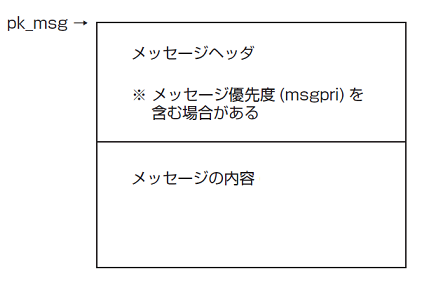 pk_msg →
メッセージヘッダ
※ メッセージ優先度 (msgpri) を
含む場合がある
メッセージの内容